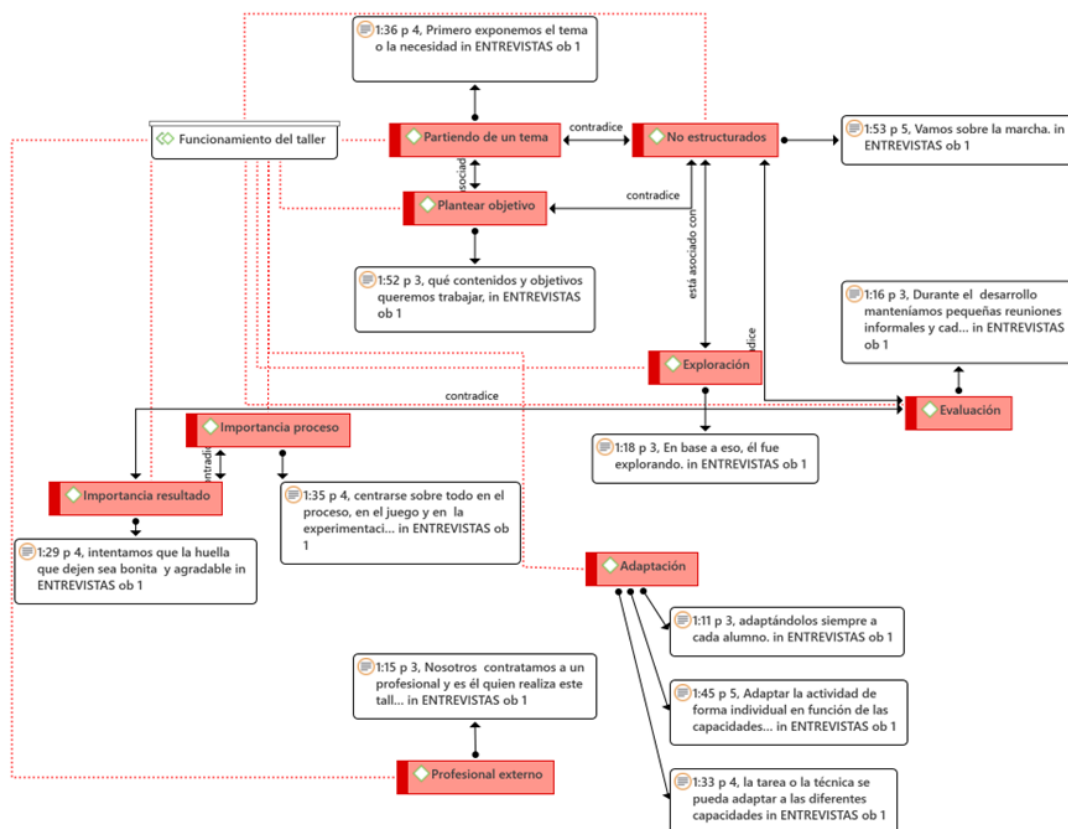 1:36 p 4, Primero exponemos el tema
o la necesidad in ENTREVISTAS ob 1
Funcionamiento del taller
Partiendo de un tema
contradice
No estructurados
1:53 p 5, Vamos sobre la marcha. in
ENTREVISTAS ob 1
asociad
Plantear objetivo
contradice
1:52 p 3, qué contenidos y objetivos
queremos trabajar, in ENTREVISTAS
ob 1
está asociado con
1:16 p 3, Durante el desarrollo
manteníamos pequeñas reuniones
informales y cad... in ENTREVISTAS
ob 1
dice
Exploración
contradice
Evaluación
Importancia proceso
1:18 p 3, En base a eso, él fue
explorando. in ENTREVISTAS ob 1
contradic
Importancia resultado
1:35 p 4, centrarse sobre todo en el
proceso, en el juego y en la
experimentaci... in ENTREVISTAS ob
1
1:29 p 4, intentamos que la huella
que dejen sea bonita y agradable in
ENTREVISTAS ob 1
Adaptación
1:11 p 3, adaptándolos siempre a
cada alumno. in ENTREVISTAS ob 1
1:15 p 3, Nosotros contratamos a un
profesional y es él quien realiza este
tall... in ENTREVISTAS ob 1
1:45 p 5, Adaptar la actividad de
forma individual en función de las
capacidades... in ENTREVISTAS ob 1
Profesional externo
1:33 p 4, la tarea o la técnica se
pueda adaptar a las diferentes
capacidades in ENTREVISTAS ob 1